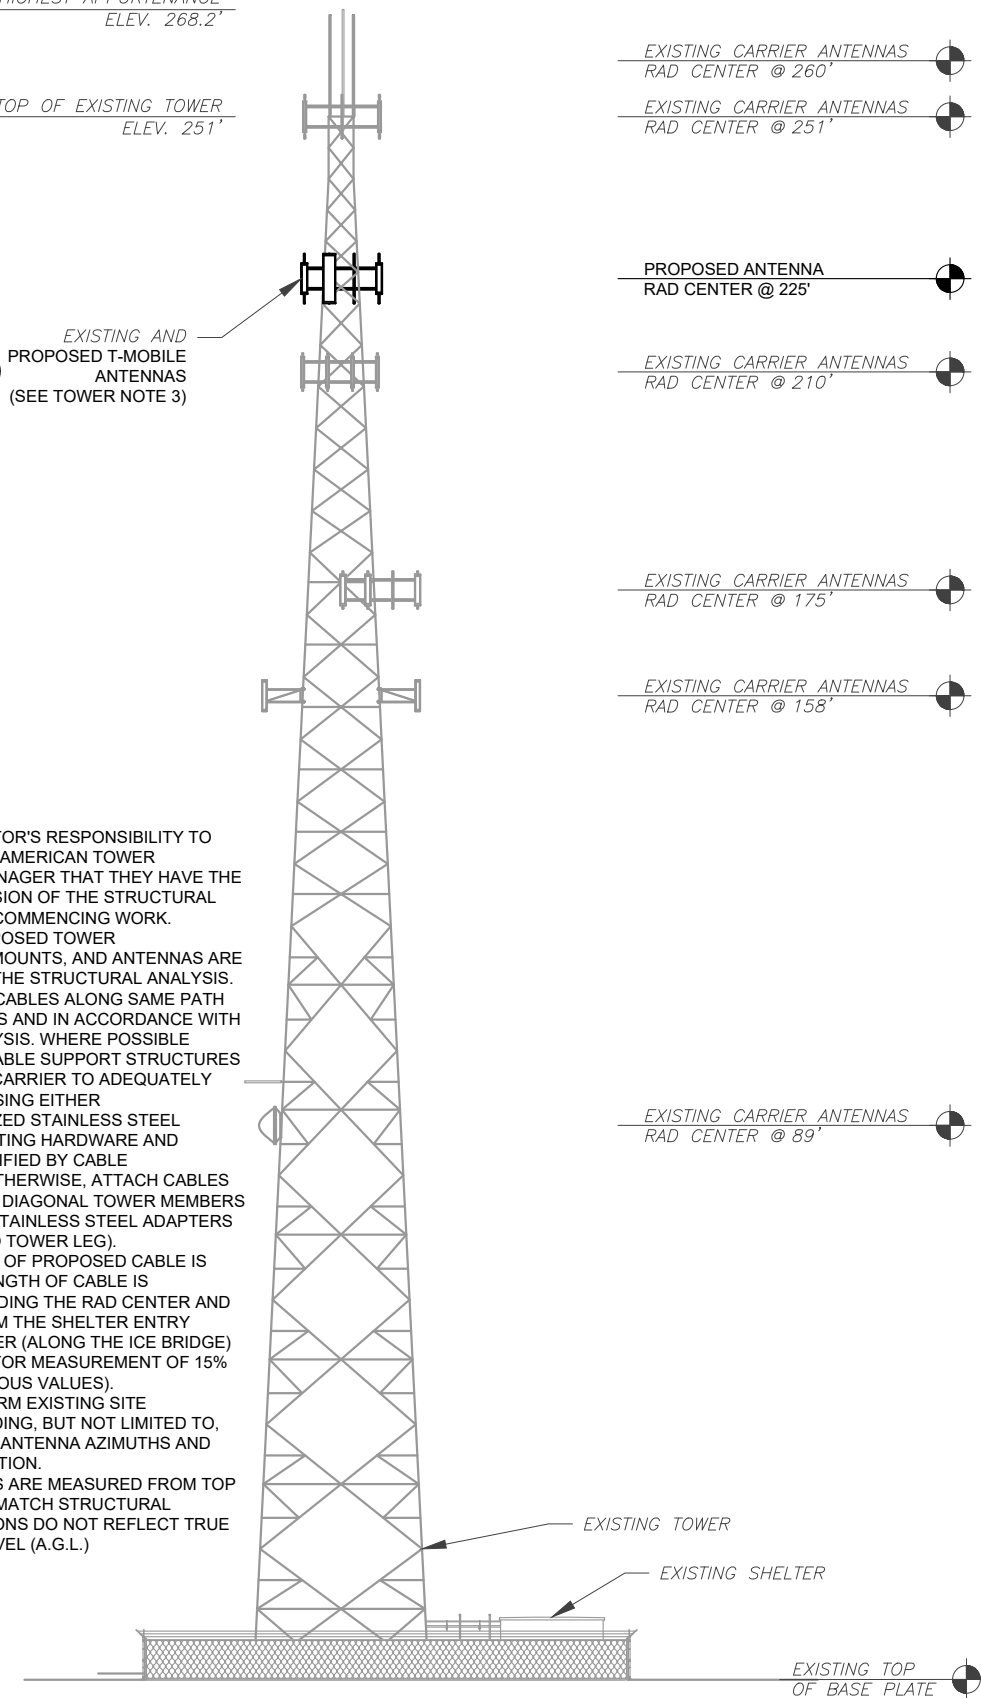 HIGHEST APPURTENANCE
ELEV. 268.2'
TOP OF EXISTING TOWER
ELEV. 251'
EXISTING CARRIER ANTENNAS
RAD CENTER @ 260'
EXISTING CARRIER ANTENNAS
RAD CENTER @ 251'
PROPOSED ANTENNA
RAD CENTER @ 225'
EXISTING AND
PROPOSED T-MOBILE
ANTENNAS
(SEE TOWER NOTE 3)
EXISTING CARRIER ANTENNAS
RAD CENTER @ 210'
EXISTING CARRIER ANTENNAS
RAD CENTER @ 175'
EXISTING CARRIER ANTENNAS
RAD CENTER @ 158'
TOR'S RESPONSIBILITY TO
AMERICAN TOWER
NAGER THAT THEY HAVE THE
SION OF THE STRUCTURAL
COMMENCING WORK.
POSED TOWER
MOUNTS, AND ANTENNAS ARE
THE STRUCTURAL ANALYSIS.
CABLES ALONG SAME PATH
S AND IN ACCORDANCE WITH
YSIS. WHERE POSSIBLE
ABLE SUPPORT STRUCTURES
CARRIER TO ADEQUATELY
SING EITHER
ZED STAINLESS STEEL
TING HARDWARE AND
IFIED BY CABLE
THERWISE, ATTACH CABLES
DIAGONAL TOWER MEMBERS
STAINLESS STEEL ADAPTERS
TOWER LEG).
OF PROPOSED CABLE IS
NGTH OF CABLE IS
DING THE RAD CENTER AND
M THE SHELTER ENTRY
ER (ALONG THE ICE BRIDGE)
TOR MEASUREMENT OF 15%
OUS VALUES).
RM EXISTING SITE
DING, BUT NOT LIMITED TO,
ANTENNA AZIMUTHS AND
TION.
S ARE MEASURED FROM TOP
MATCH STRUCTURAL
ONS DO NOT REFLECT TRUE
VEL (A.G.L.)
EXISTING CARRIER ANTENNAS
RAD CENTER @ 89'
EXISTING TOWER
EXISTING SHELTER
EXISTING TOP
OF BASE PLATE